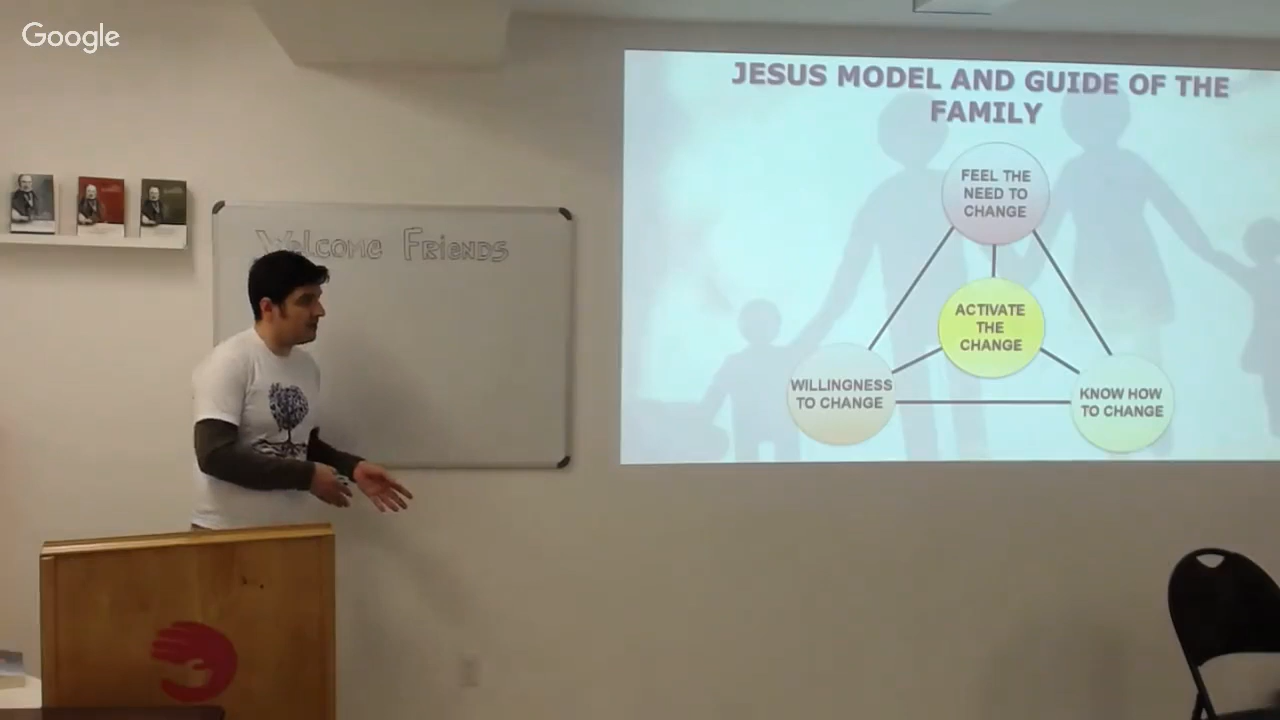 Google
Welcome Friends
JESUS MODEL AND GUIDE OF THE
FAMILY
FEEL THE
NEED TO
CHANGE
ACTIVATE
THE
CHANGE
WILLINGNESS
TO CHANGE
KNOW HOW
TO CHANGE